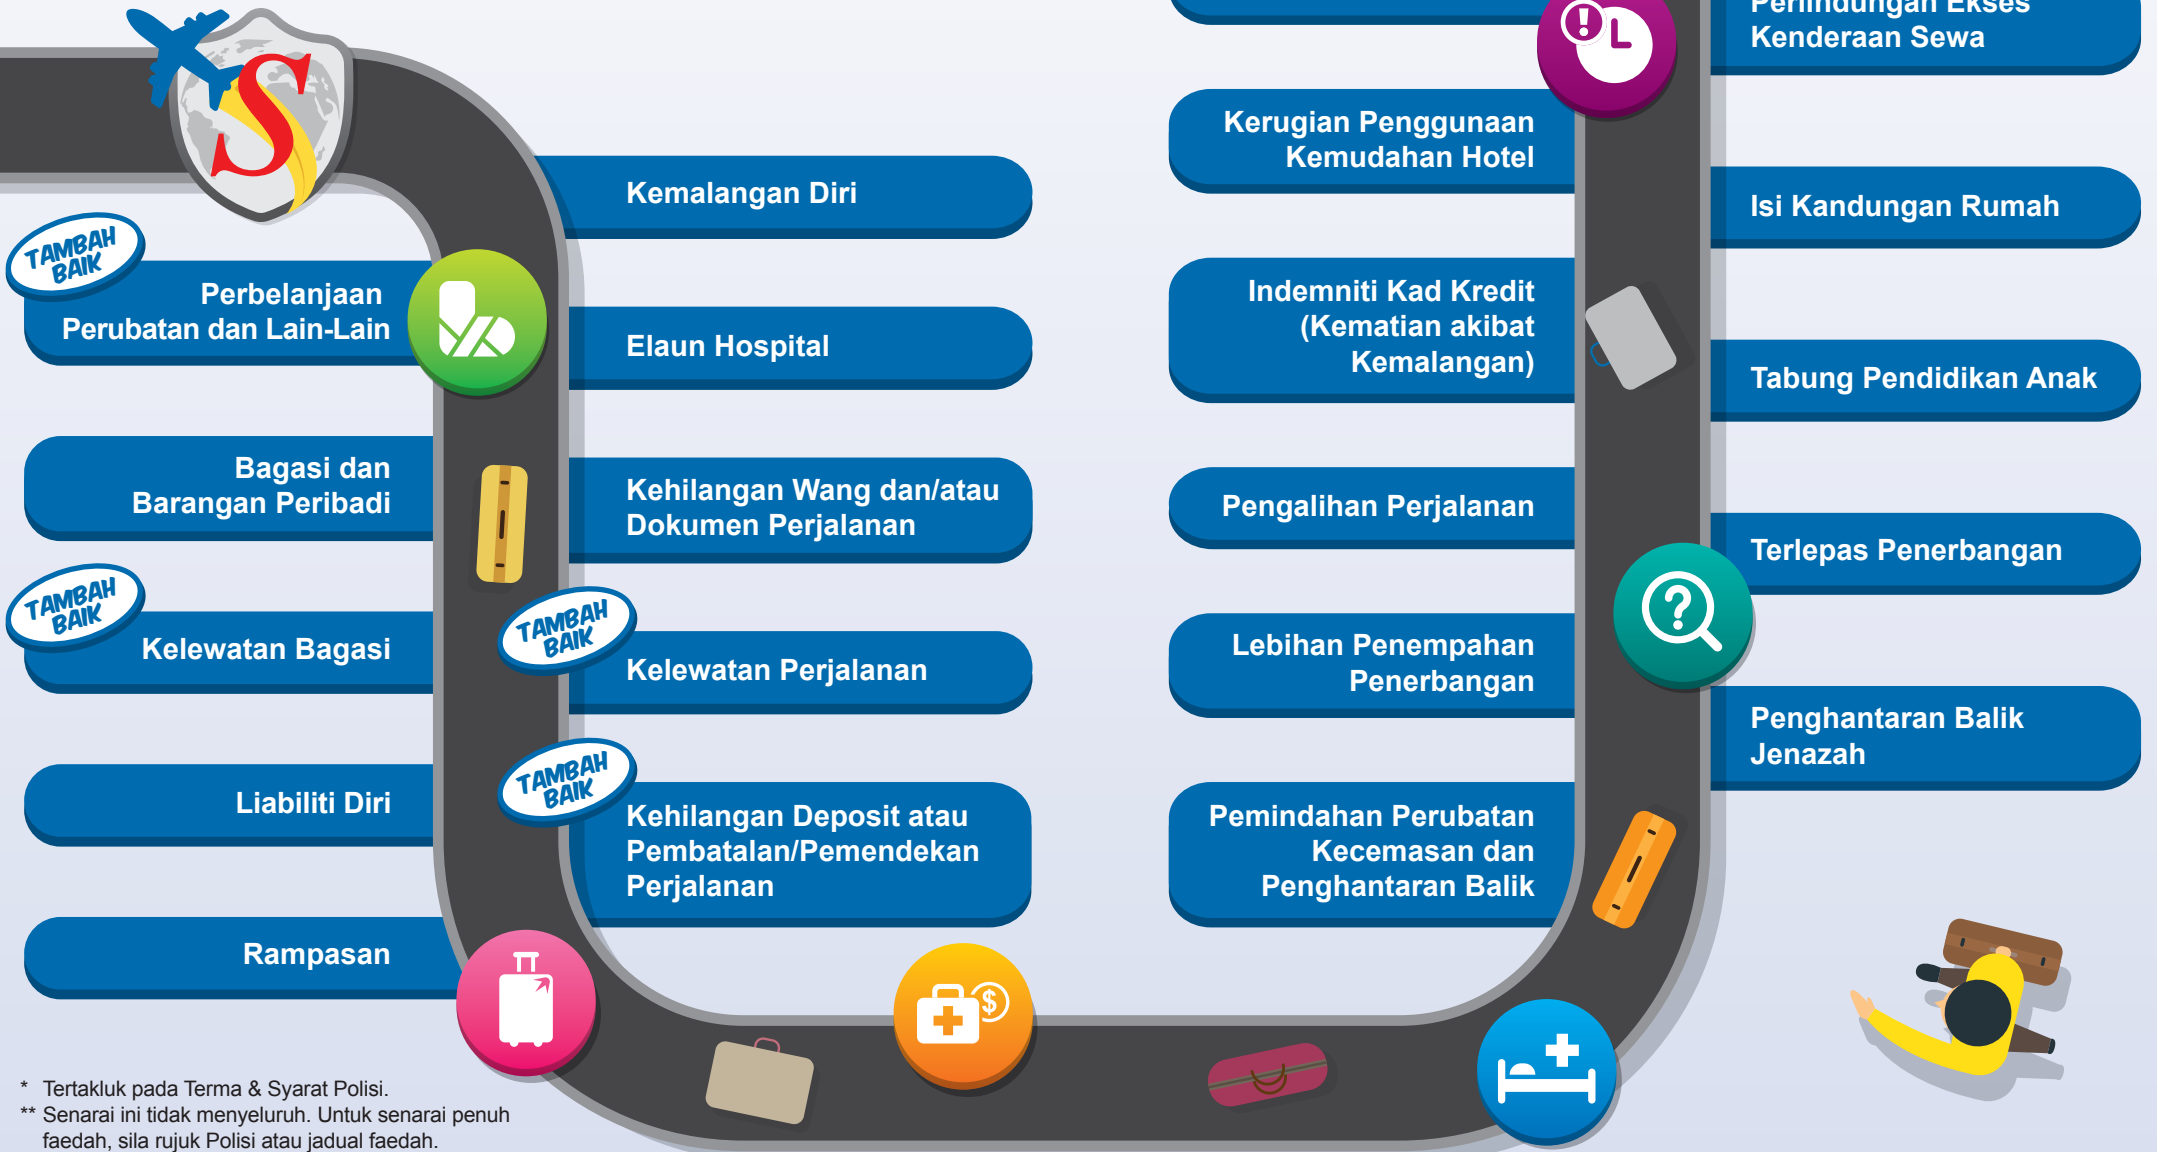 S
TAMBAH
BAIK
Perbelanjaan
Perubatan dan Lain-Lain
Bagasi dan
Barangan Peribadi
TAMBAH
BAIK
Kelewatan Bagasi
Liabiliti Diri
Rampasan
Kemalangan Diri
Elaun Hospital
Kehilangan Wang dan/atau
Dokumen Perjalanan
TAMBAH
BAIK
Kelewatan Perjalanan
TAMBAH
BAIK
Kehilangan Deposit atau
Pembatalan/Pemendekan
Perjalanan
Kerugian Penggunaan
Kemudahan Hotel
Indemniti Kad Kredit
(Kematian akibat
Kemalangan)
Pengalihan Perjalanan
Lebihan Penempahan
Penerbangan
Pemindahan Perubatan
Kecemasan dan
Penghantaran Balik
Perlindungan Ekses
Kenderaan Sewa
Isi Kandungan Rumah
Tabung Pendidikan Anak
Terlepas Penerbangan
Penghantaran Balik
Jenazah
* Tertakluk pada Terma & Syarat Polisi.
** Senarai ini tidak menyeluruh. Untuk senarai penuh
faedah, sila rujuk Polisi atau jadual faedah.